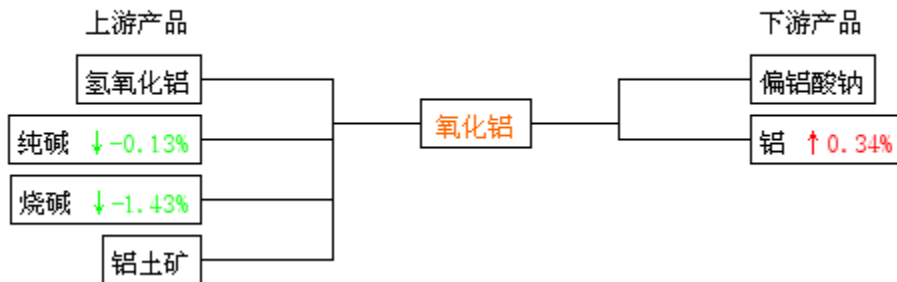 上游产品
下游产品
氢氧化铝
纯碱 ↓-0.13%
烧碱 ↓-1.43%
铝土矿
氧化铝
偏铝酸钠
铝 ↑0.34%